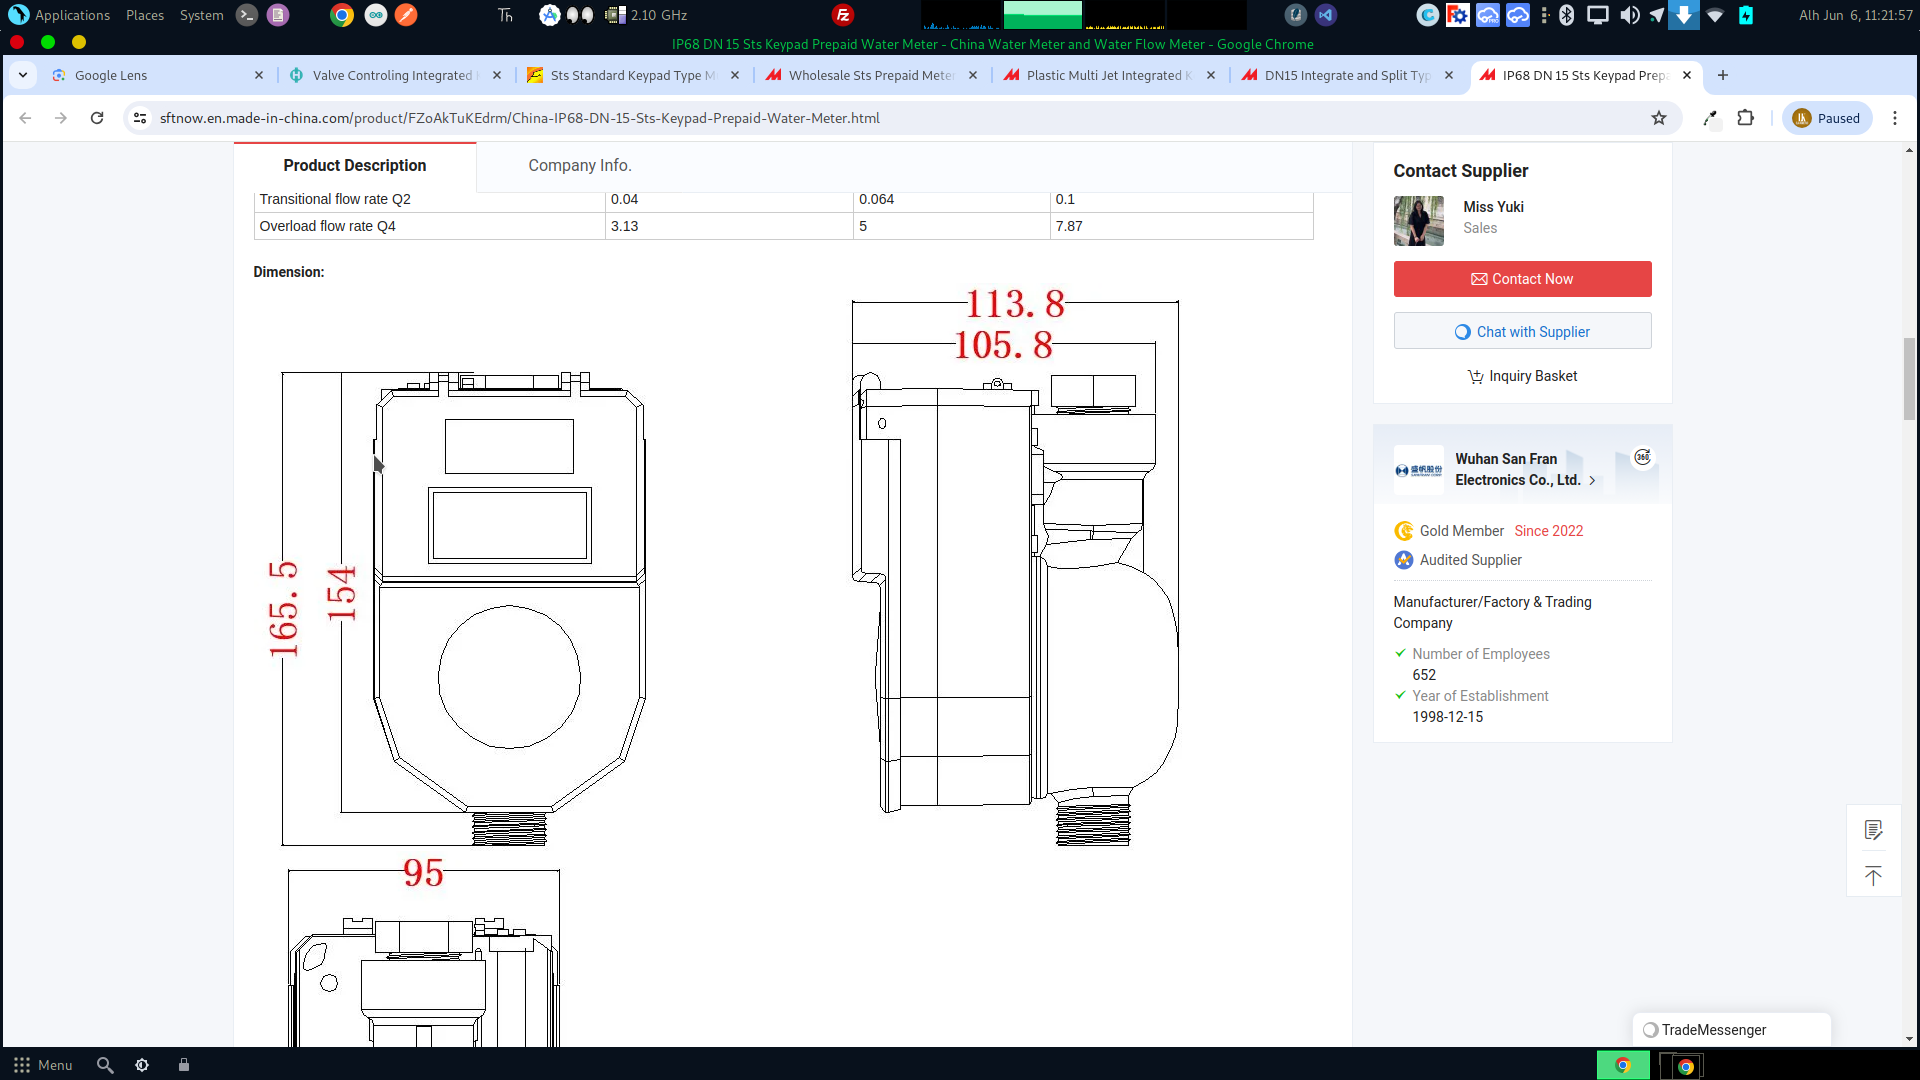 Applications Places System Th 2.10 GHz Alh Jun 6, 11:21:57
IP68 DN 15 Sts Keypad Prepaid Water Meter - China Water Meter and Water Flow Meter - Google Chrome
Google Lens
Valve Controling Integrated
Sts Standard Keypad Type M
Wholesale Sts Prepaid Meter
Plastic Multi Jet Integrated K
DN15 Integrate and Split Typ
IP68 DN 15 Sts Keypad Prepa
sftnow.en.made-in-china.com/product/FZoAkTuKEdrm/China-IP68-DN-15-Sts-Keypad-Prepaid-Water-Meter.html
Paused
Product Description
Company Info.
Transitional flow rate Q2 0.04 0.064 0.1
Overload flow rate Q4 3.13 5 7.87
Dimension:
113.8
105.8
165.5
154
95
Contact Supplier
Miss Yuki
Sales
Contact Now
Chat with Supplier
Inquiry Basket
盛帆股份
Wuhan San Fran
Electronics Co., Ltd.
360
Gold Member Since 2022
Audited Supplier
Manufacturer/Factory & Trading
Company
Number of Employees
652
Year of Establishment
1998-12-15
TradeMessenger
Menu